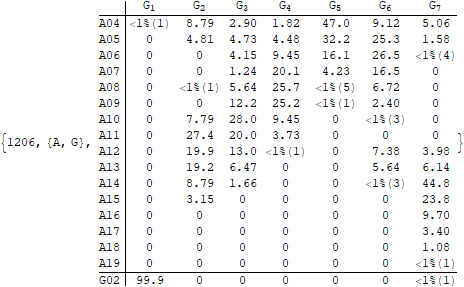 G₁ G₂ G₃ G₄ G₅ G₆ G₇
A04 <1%(1) 8.79 2.90 1.82 47.0 9.12 5.06
A05 0 4.81 4.73 4.48 32.2 25.3 1.58
A06 0 0 4.15 9.45 16.1 26.5 <1%(4)
A07 0 0 1.24 20.1 4.23 16.5 0
A08 0 <1%(1) 5.64 25.7 <1%(5) 6.72 0
A09 0 0 12.2 25.2 <1%(1) 2.40 0
A10 0 7.79 28.0 9.45 0 <1%(3) 0
A11 0 27.4 20.0 3.73 0 0 0
{1206, {A, G}, A12 0 19.9 13.0 <1%(1) 0 7.38 3.98
A13 0 19.2 6.47 0 0 5.64 6.14
A14 0 8.79 1.66 0 0 <1%(3) 44.8
A15 0 3.15 0 0 0 0 23.8
A16 0 0 0 0 0 0 9.70
A17 0 0 0 0 0 0 3.40
A18 0 0 0 0 0 0 1.08
A19 0 0 0 0 0 0 <1%(1)
G02 99.9 0 0 0 0 0 <1%(1)